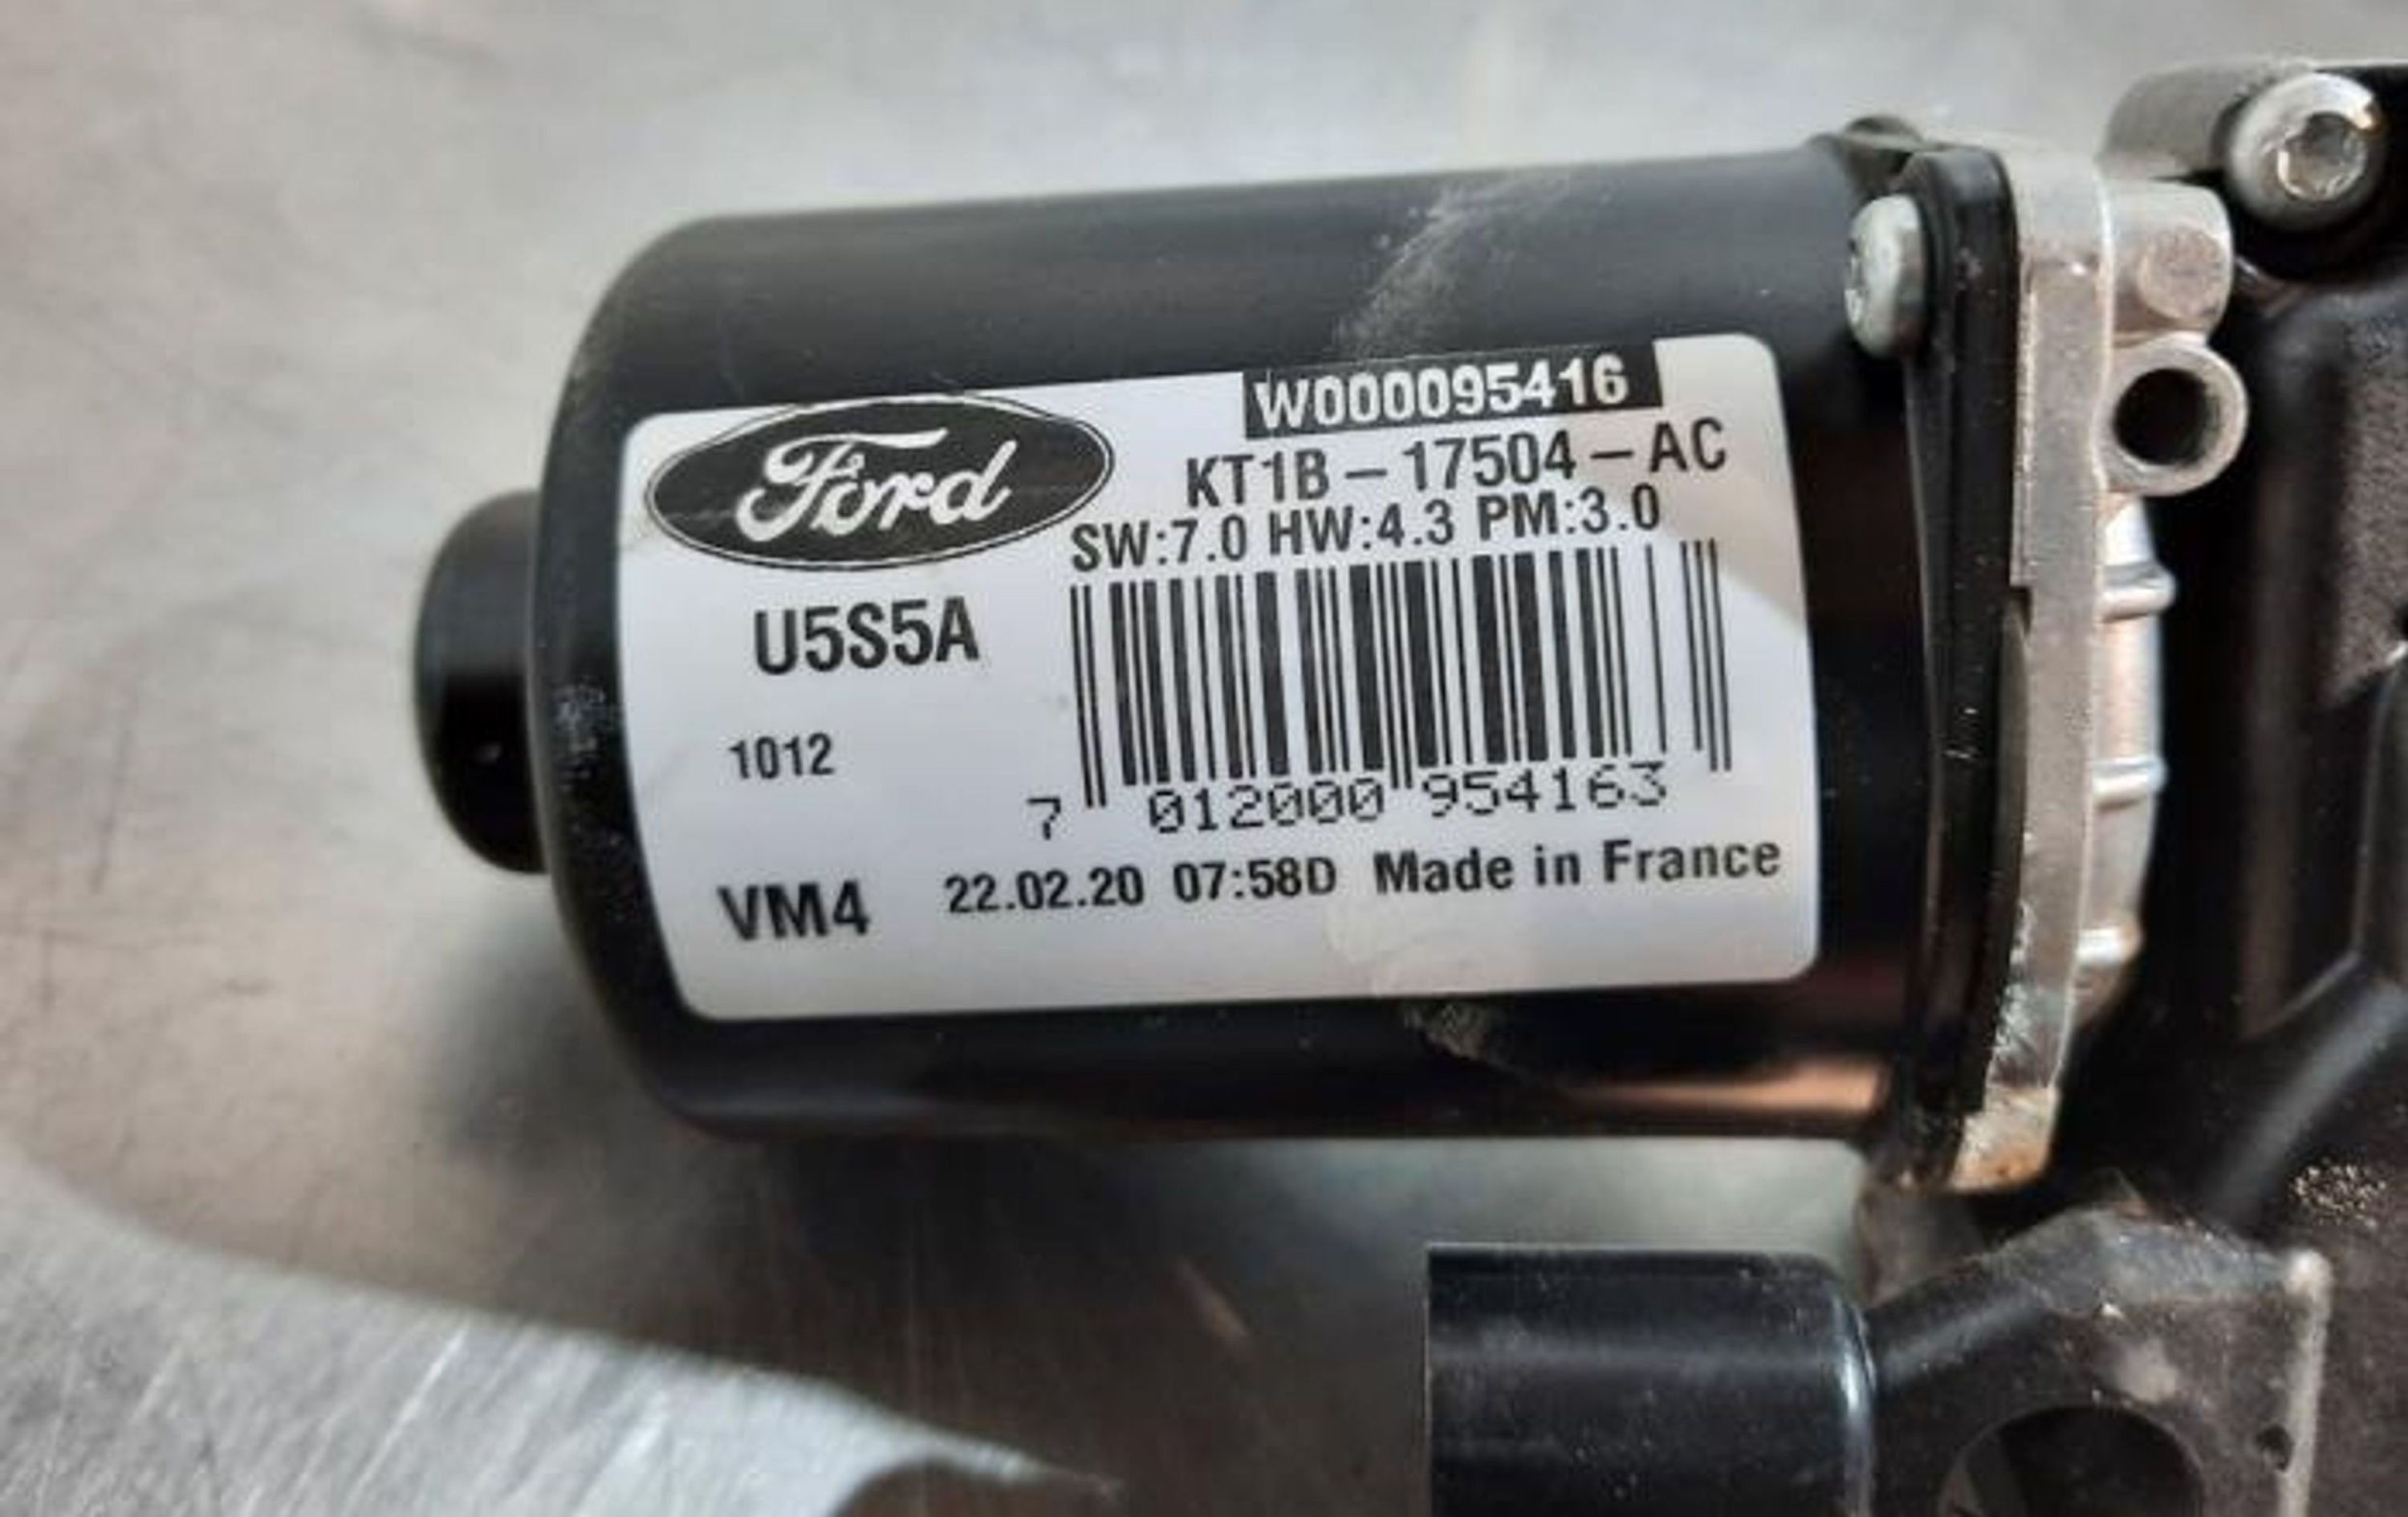 W000095416
Ford
KT1B-17504-AC
SW:7.0 HW:4.3 PM:3.0
U5S5A
1012
7 012000 954163
VM4 22.02.20 07:58D Made in France